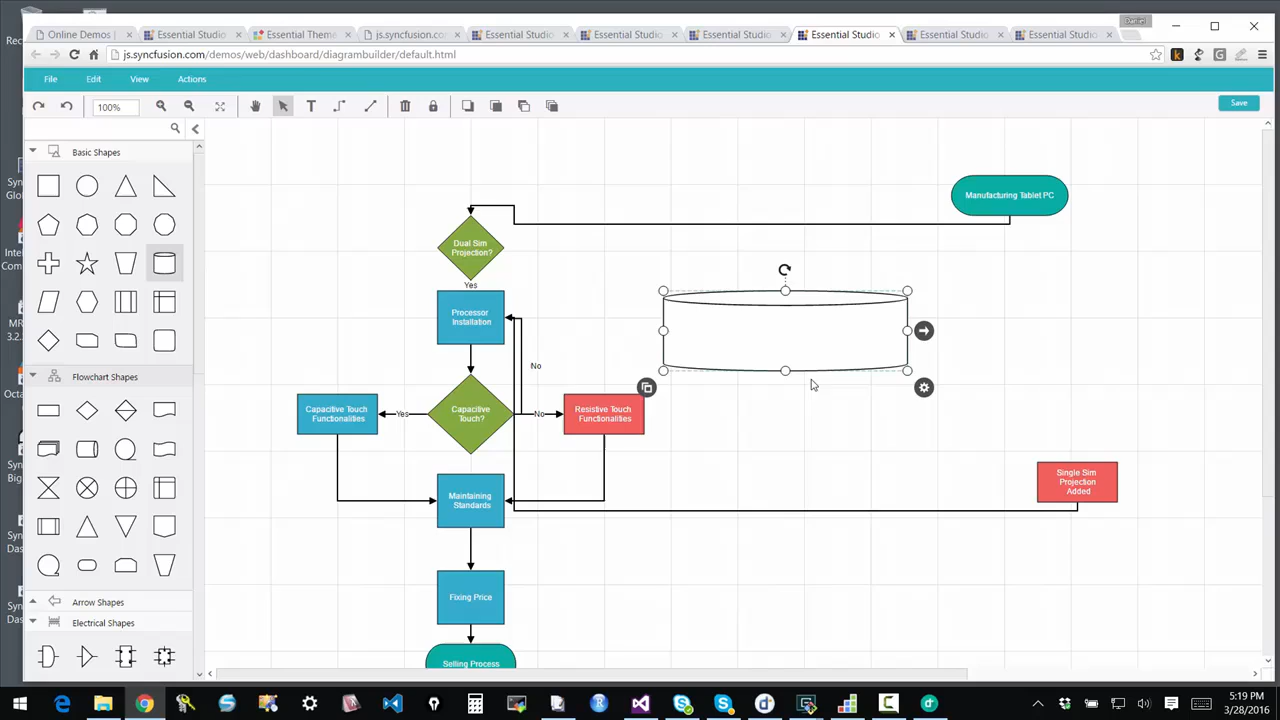 Daniel
Online Demos |
Essential Studio
Essential Theme
js.syncfusion.co
Essential Studio
Essential Studio
Essential Studio
Essential Studio
Essential Studio
Essential Studio
js.syncfusion.com/demos/web/dashboard/diagrambuilder/default.html
File
Edit
View
Actions
100%
Save
Basic Shapes
Manufacturing Tablet PC
Dual Sim
Projection?
Yes
Processor
Installation
No
Flowchart Shapes
Capacitive Touch
Functionalities
Yes
Capacitive
Touch?
No
Resistive Touch
Functionalities
Single Sim
Projection
Added
Maintaining
Standards
Fixing Price
Arrow Shapes
Electrical Shapes
Selling Process
5:19 PM
3/28/2016